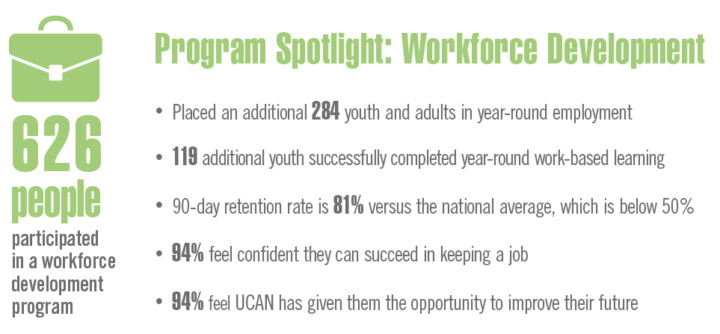 626
people
participated
in a workforce
development
program
Program Spotlight: Workforce Development
• Placed an additional 284 youth and adults in year-round employment
• 119 additional youth successfully completed year-round work-based learning
• 90-day retention rate is 81% versus the national average, which is below 50%
• 94% feel confident they can succeed in keeping a job
• 94% feel UCAN has given them the opportunity to improve their future